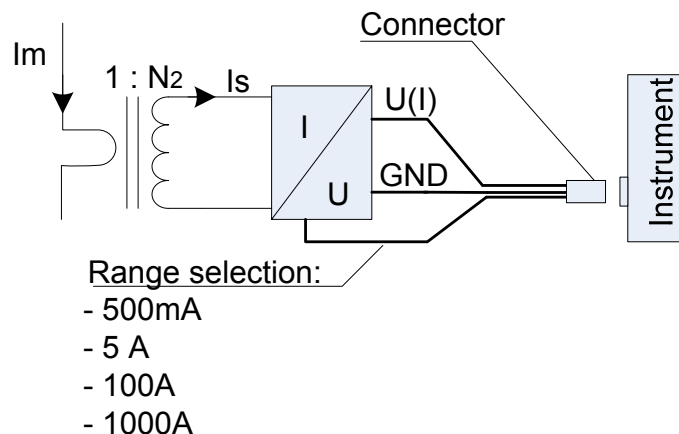 Connector
Im
1 : N2
Is
I
U
U(I)
GND
Instrument
Range selection:
- 500mA
- 5 A
- 100A
- 1000A